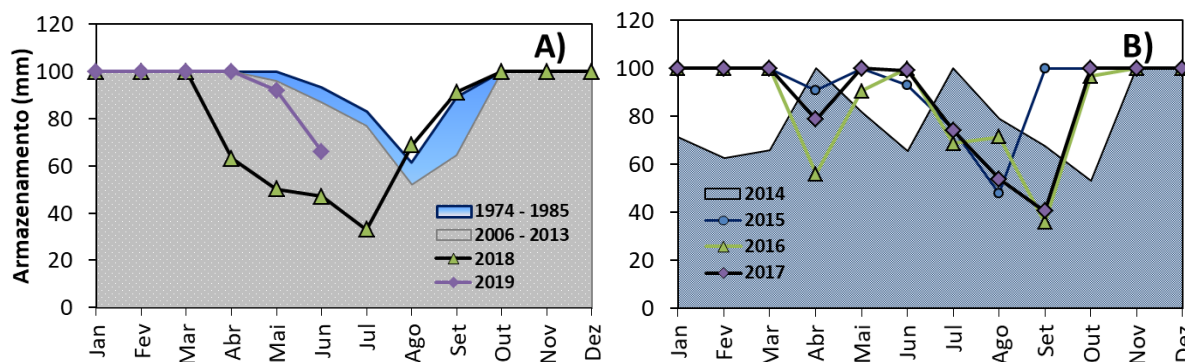 Armazenamento (mm)
120
100
80
60
40
20
0
A)
1974 - 1985
2006 - 2013
2018
2019
Jan
Fev
Mar
Abr
Mai
Jun
Jul
Ago
Set
Out
Nov
Dez
120
100
80
60
40
20
0
B)
2014
2015
2016
2017
Jan
Fev
Mar
Abr
Mai
Jun
Jul
Ago
Set
Out
Nov
Dez